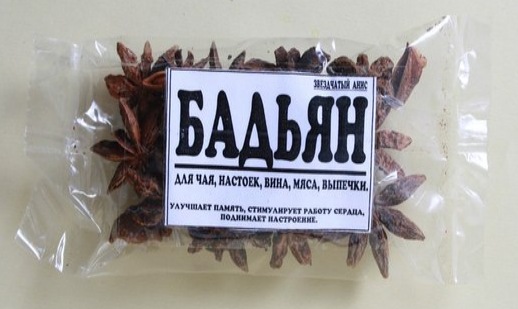 ЗВЕЗДЧАТЫЙ АНИС
БАДЬЯН
ДЛЯ ЧАЯ, НАСТОЕК, ВИНА, МЯСА, ВЫПЕЧКИ.
УЛУЧШАЕТ ПАМЯТЬ, СТИМУЛИРУЕТ РАБОТУ СЕРДЦА,
ПОДНИМАЕТ НАСТРОЕНИЕ.